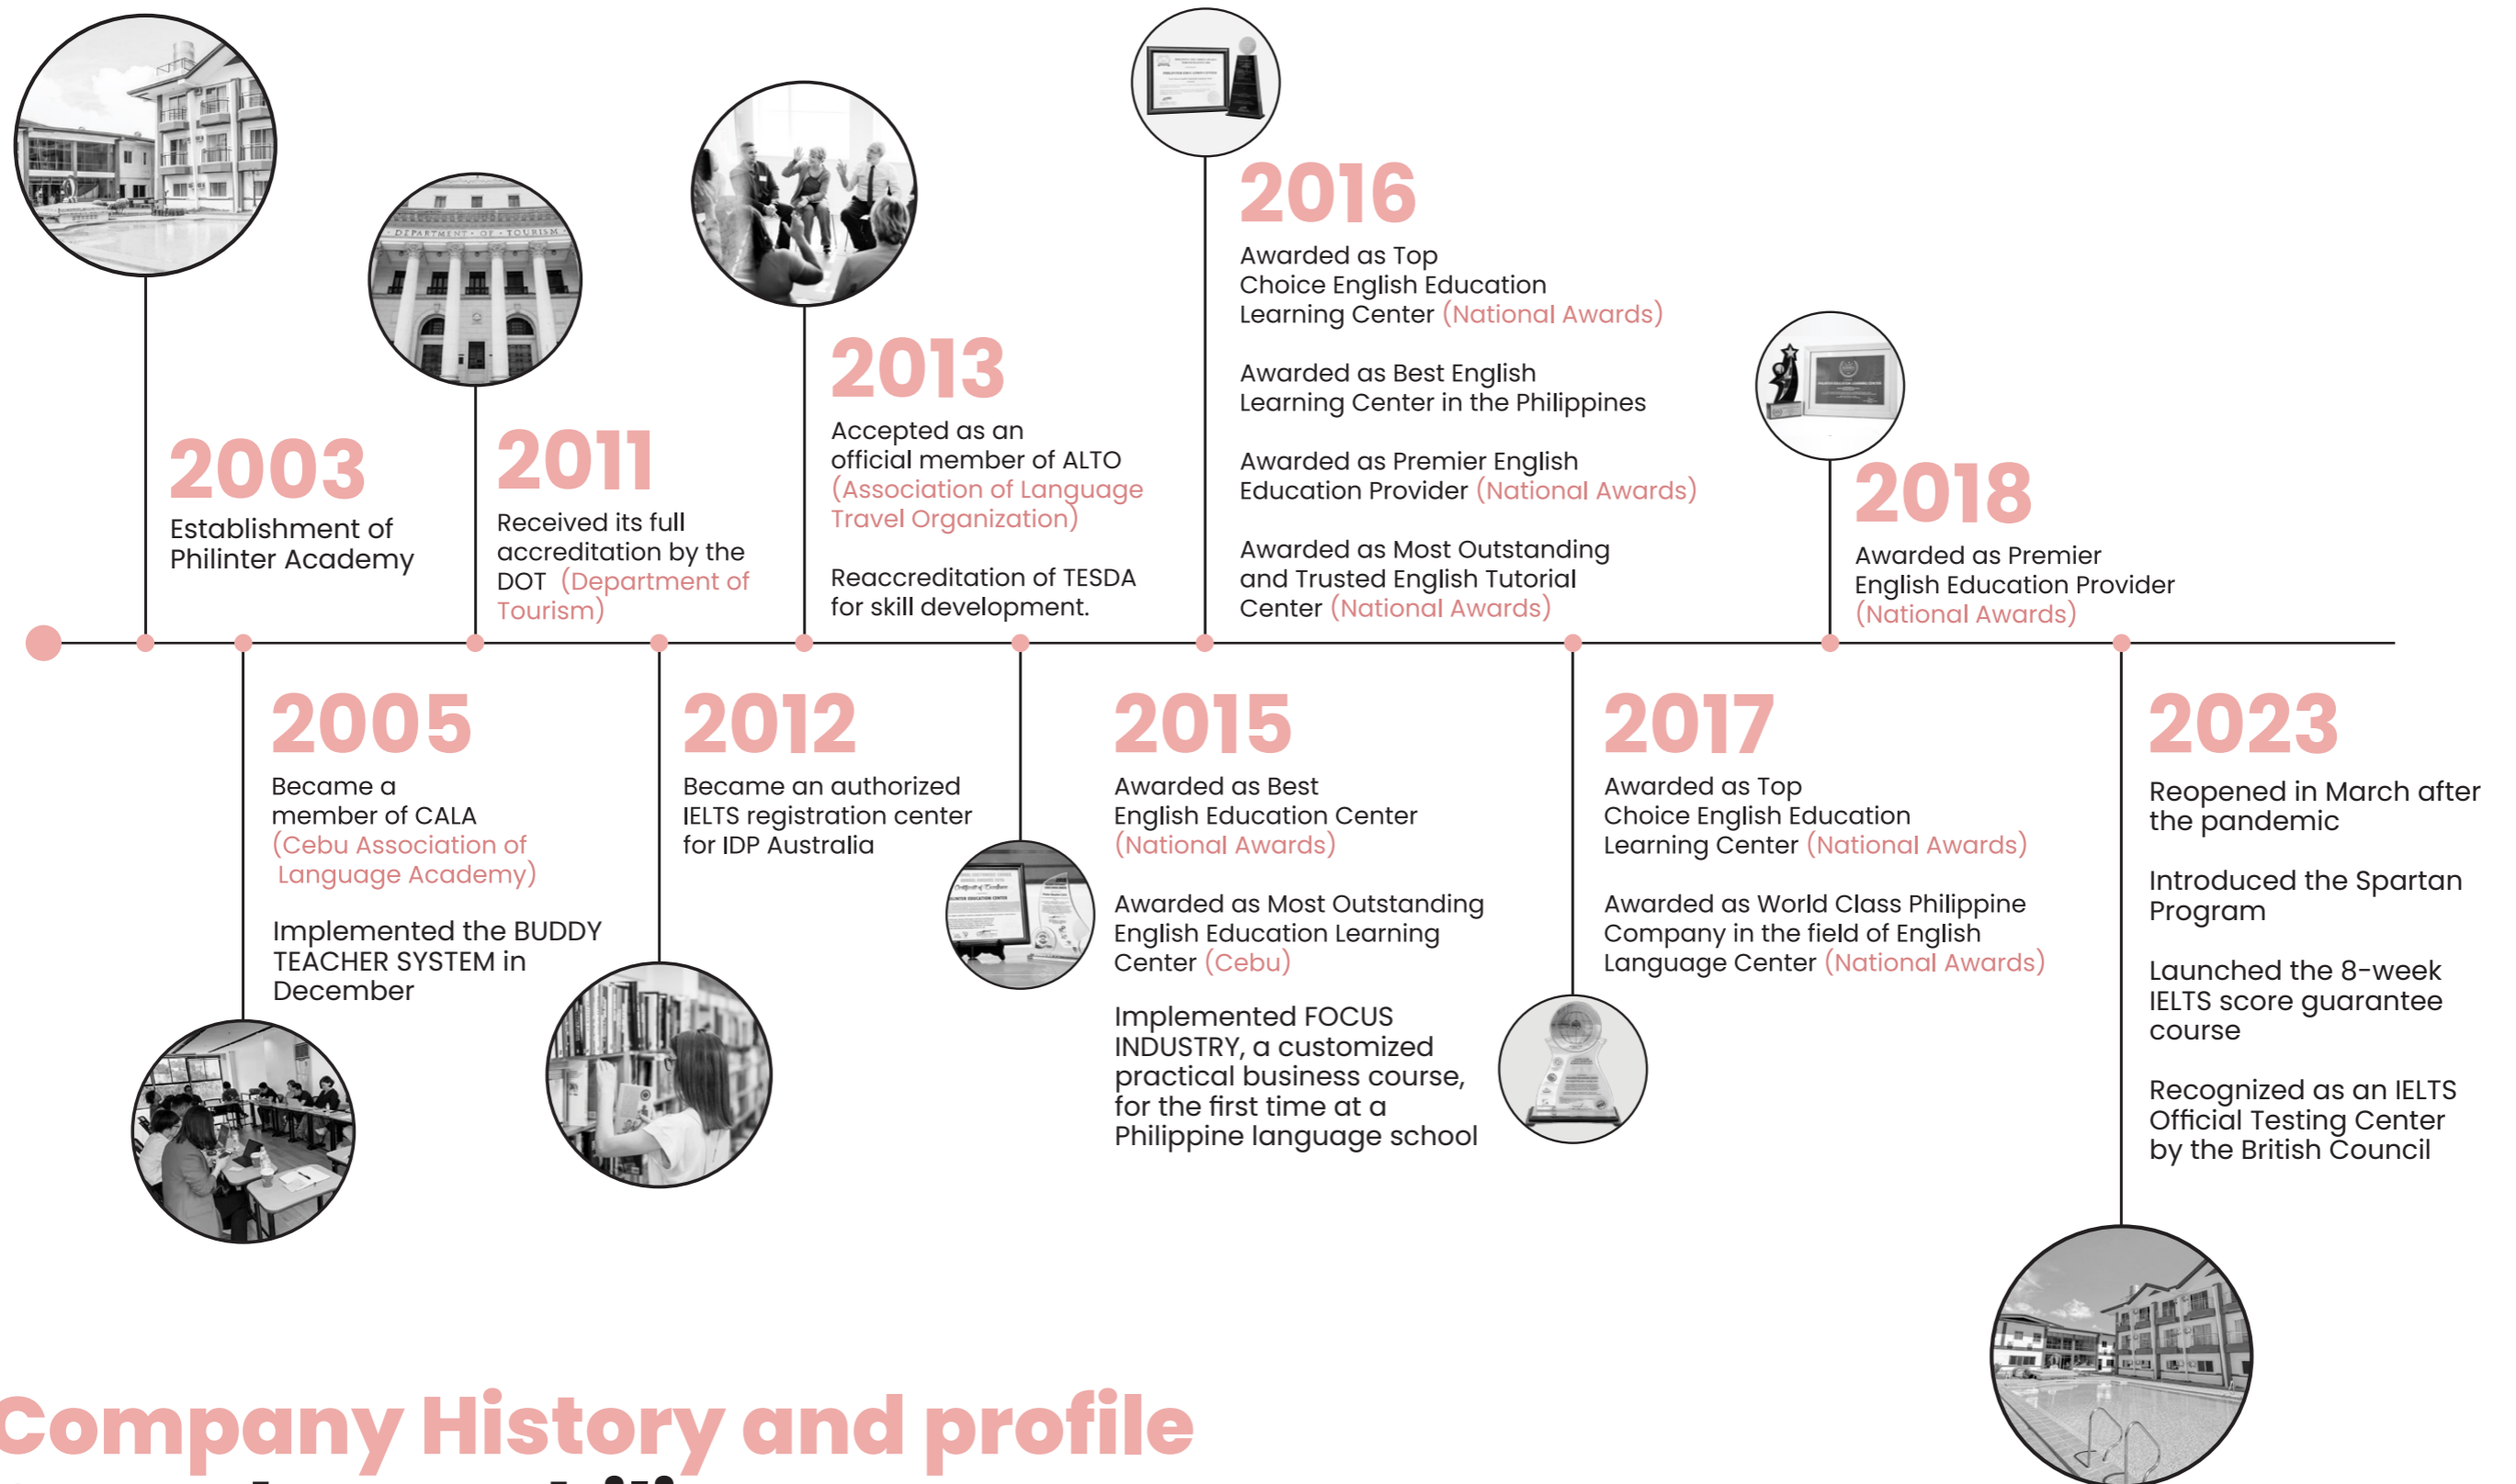 2003
Establishment of
Philinter Academy
DEPARTMENT · OF · TOURISM
2011
Received its full
accreditation by the
DOT (Department of
Tourism)
2013
Accepted as an
official member of ALTO
(Association of Language
Travel Organization)
Reaccreditation of TESDA
for skill development.
2016
Awarded as Top
Choice English Education
Learning Center (National Awards)
Awarded as Best English
Learning Center in the Philippines
Awarded as Premier English
Education Provider (National Awards)
Awarded as Most Outstanding
and Trusted English Tutorial
Center (National Awards)
2018
Awarded as Premier
English Education Provider
(National Awards)
2005
Became a
member of CALA
(Cebu Association of
Language Academy)
Implemented the BUDDY
TEACHER SYSTEM in
December
2012
Became an authorized
IELTS registration center
for IDP Australia
2015
Awarded as Best
English Education Center
(National Awards)
Awarded as Most Outstanding
English Education Learning
Center (Cebu)
Implemented FOCUS
INDUSTRY, a customized
practical business course,
for the first time at a
Philippine language school
2017
Awarded as Top
Choice English Education
Learning Center (National Awards)
Awarded as World Class Philippine
Company in the field of English
Language Center (National Awards)
2023
Reopened in March after
the pandemic
Introduced the Spartan
Program
Launched the 8-week
IELTS score guarantee
course
Recognized as an IELTS
Official Testing Center
by the British Council
Company History and profile